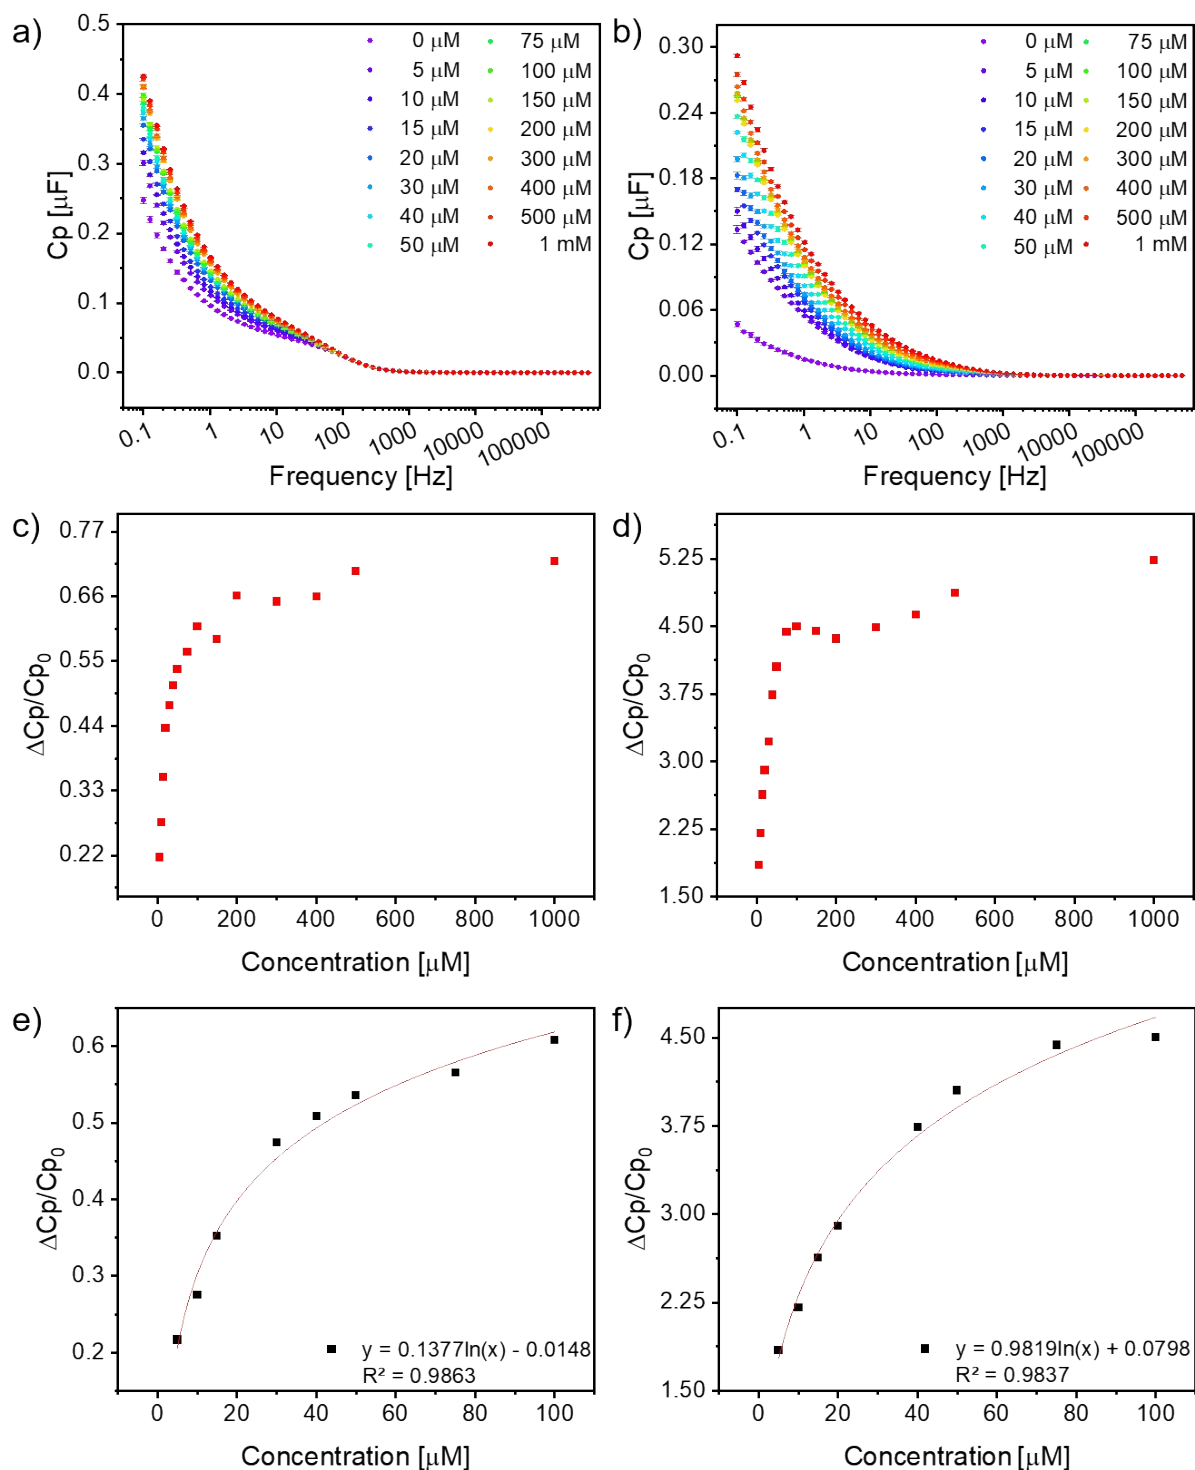 a)
0.5
0.4
0.3
0.2
0.1
0.0
Cp [μF]
0 μM
5 μM
10 μM
15 μM
20 μM
30 μM
40 μM
50 μM
75 μM
100 μM
150 μM
200 μM
300 μM
400 μM
500 μM
1 mM
0.1
1
10
100
1000
10000
100000
Frequency [Hz]
b)
0.30
0.24
0.18
0.12
0.06
0.00
Cp [μF]
0 μM
5 μM
10 μM
15 μM
20 μM
30 μM
40 μM
50 μM
75 μM
100 μM
150 μM
200 μM
300 μM
400 μM
500 μM
1 mM
0.1
1
10
100
1000
10000
100000
Frequency [Hz]
c)
0.77
0.66
0.55
0.44
0.33
0.22
ΔCp/Cp₀
0 200 400 600 800 1000
Concentration [μM]
d)
5.25
4.50
3.75
3.00
2.25
1.50
ΔCp/Cp₀
0 200 400 600 800 1000
Concentration [μM]
e)
0.6
0.5
0.4
0.3
0.2
ΔCp/Cp₀
y = 0.1377ln(x) - 0.0148
R² = 0.9863
0 20 40 60 80 100
Concentration [μM]
f)
4.50
3.75
3.00
2.25
1.50
ΔCp/Cp₀
y = 0.9819ln(x) + 0.0798
R² = 0.9837
0 20 40 60 80 100
Concentration [μM]